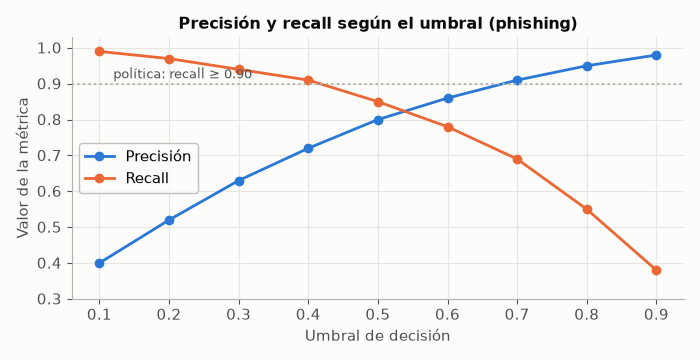 Precisión y recall según el umbral (phishing)
Valor de la métrica
1.0
0.9
0.8
0.7
0.6
0.5
0.4
0.3
política: recall ≥ 0.90
Precisión
Recall
0.1 0.2 0.3 0.4 0.5 0.6 0.7 0.8 0.9
Umbral de decisión